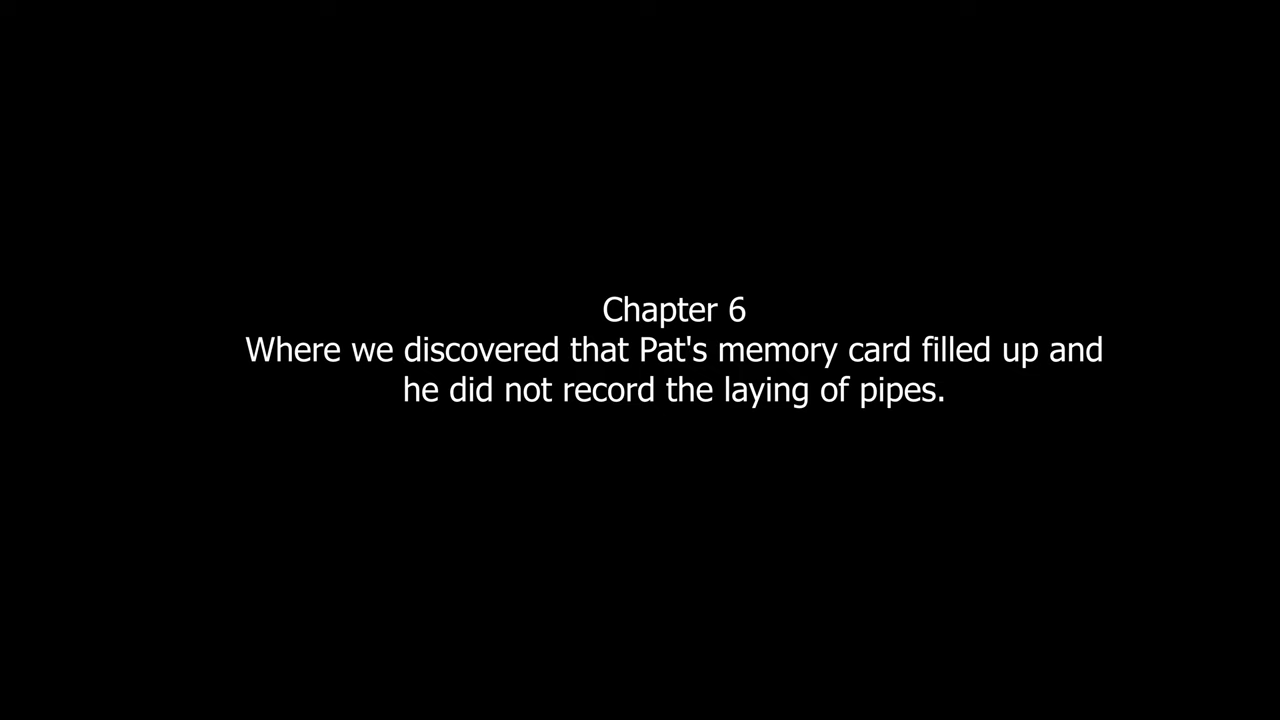 Chapter 6
Where we discovered that Pat's memory card filled up and
he did not record the laying of pipes.